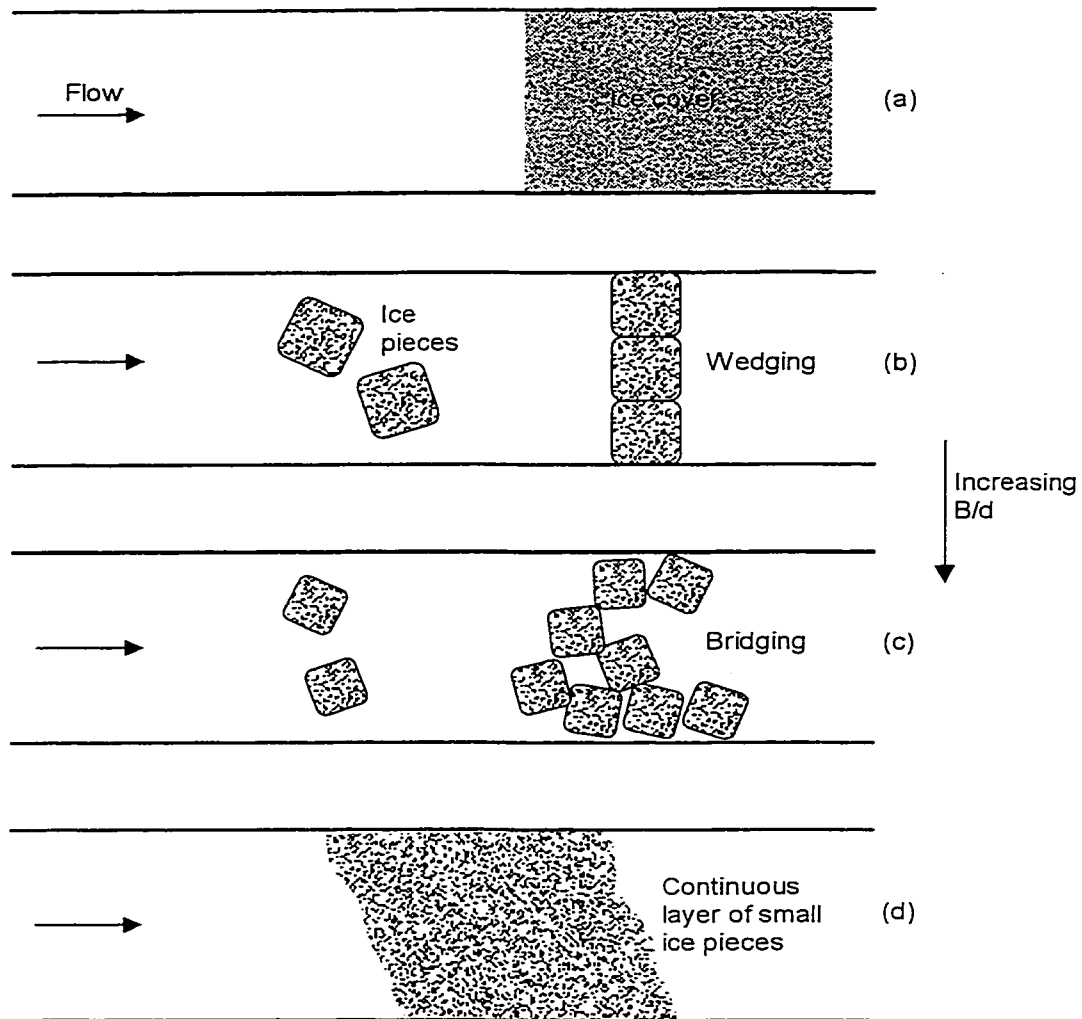 Flow
Ice cover
(a)
Ice
pieces
Wedging
(b)
Increasing
B/d
Bridging
(c)
Continuous
layer of small
ice pieces
(d)